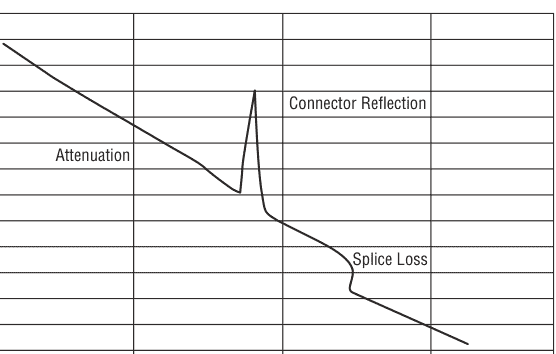 Connector Reflection
Attenuation
Splice Loss